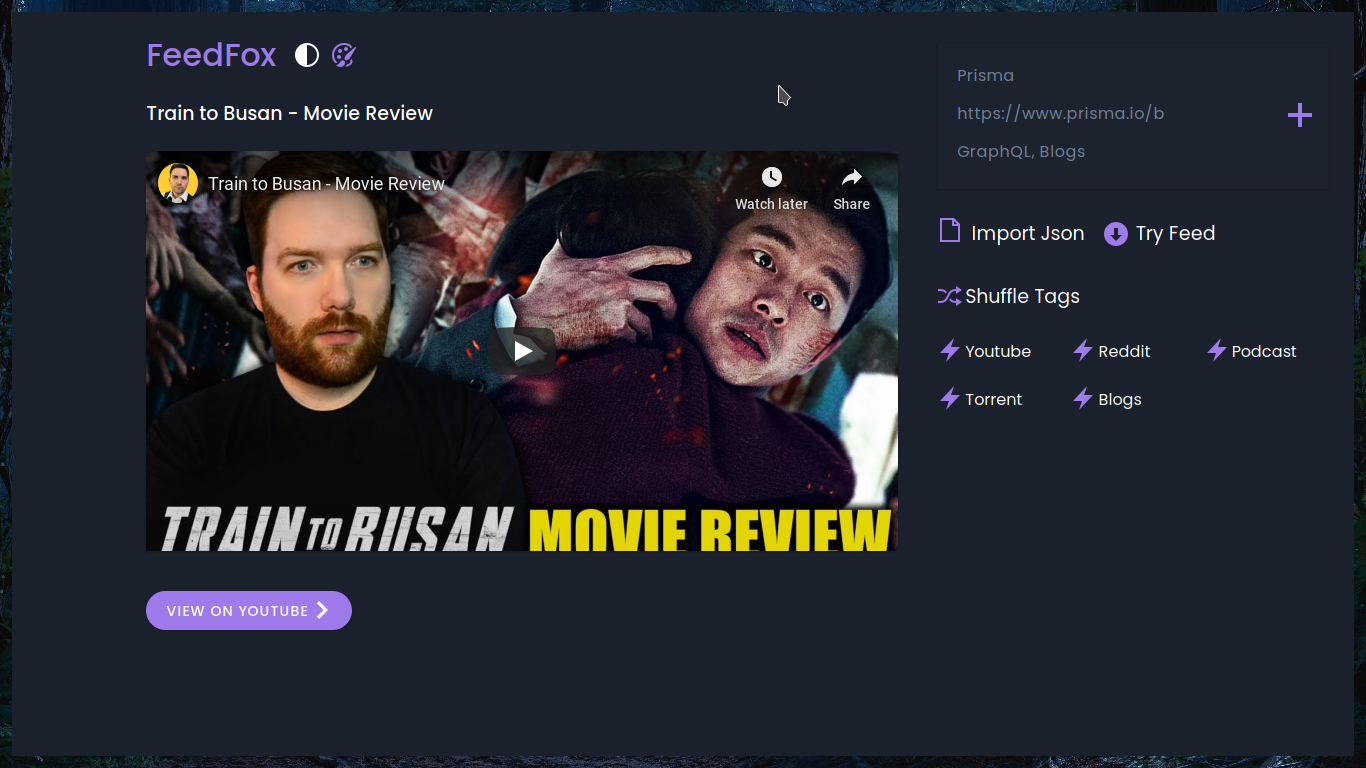 FeedFox
Train to Busan - Movie Review
Train to Busan - Movie Review
Watch later
Share
TRAIN TO BUSAN MOVIE REVIEW
VIEW ON YOUTUBE
Prisma
https://www.prisma.io/b
GraphQL, Blogs
Import Json
Try Feed
Shuffle Tags
Youtube
Reddit
Podcast
Torrent
Blogs